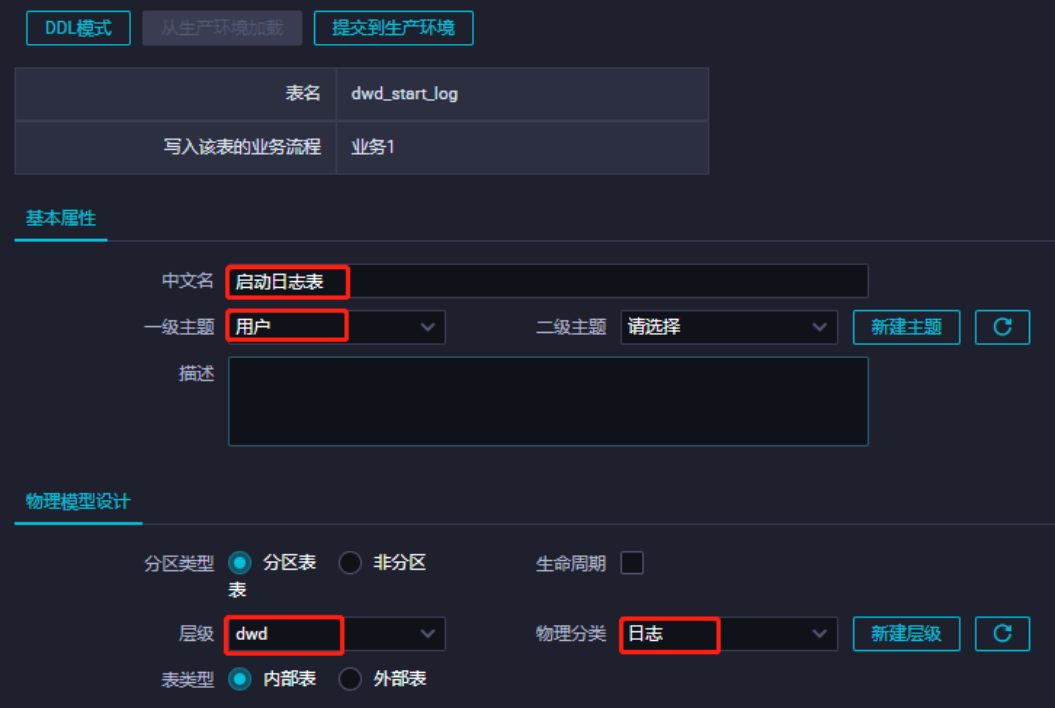 DDL模式 从生产环境加载 提交到生产环境
表名 dwd_start_log
写入该表的业务流程 业务1
基本属性
中文名 启动日志表
一级主题 用户 二级主题 请选择 新建主题
描述
物理模型设计
分区类型 分区表 非分区 生命周期
表
层级 dwd 物理分类 日志 新建层级
表类型 内部表 外部表